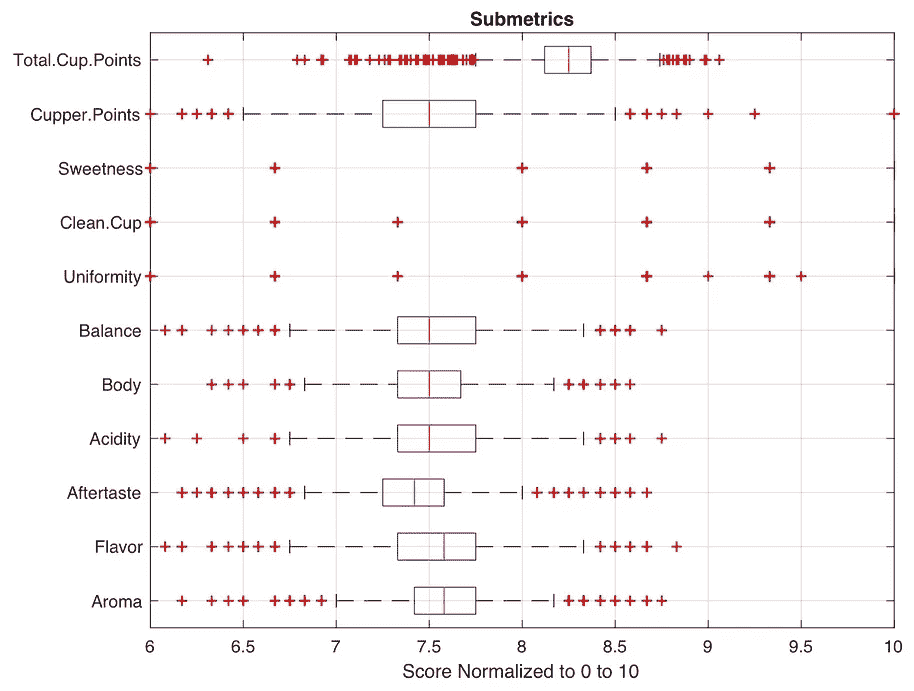 Submetrics
Total.Cup.Points
Cupper.Points
Sweetness
Clean.Cup
Uniformity
Balance
Body
Acidity
Aftertaste
Flavor
Aroma
6 6.5 7 7.5 8 8.5 9 9.5 10
Score Normalized to 0 to 10